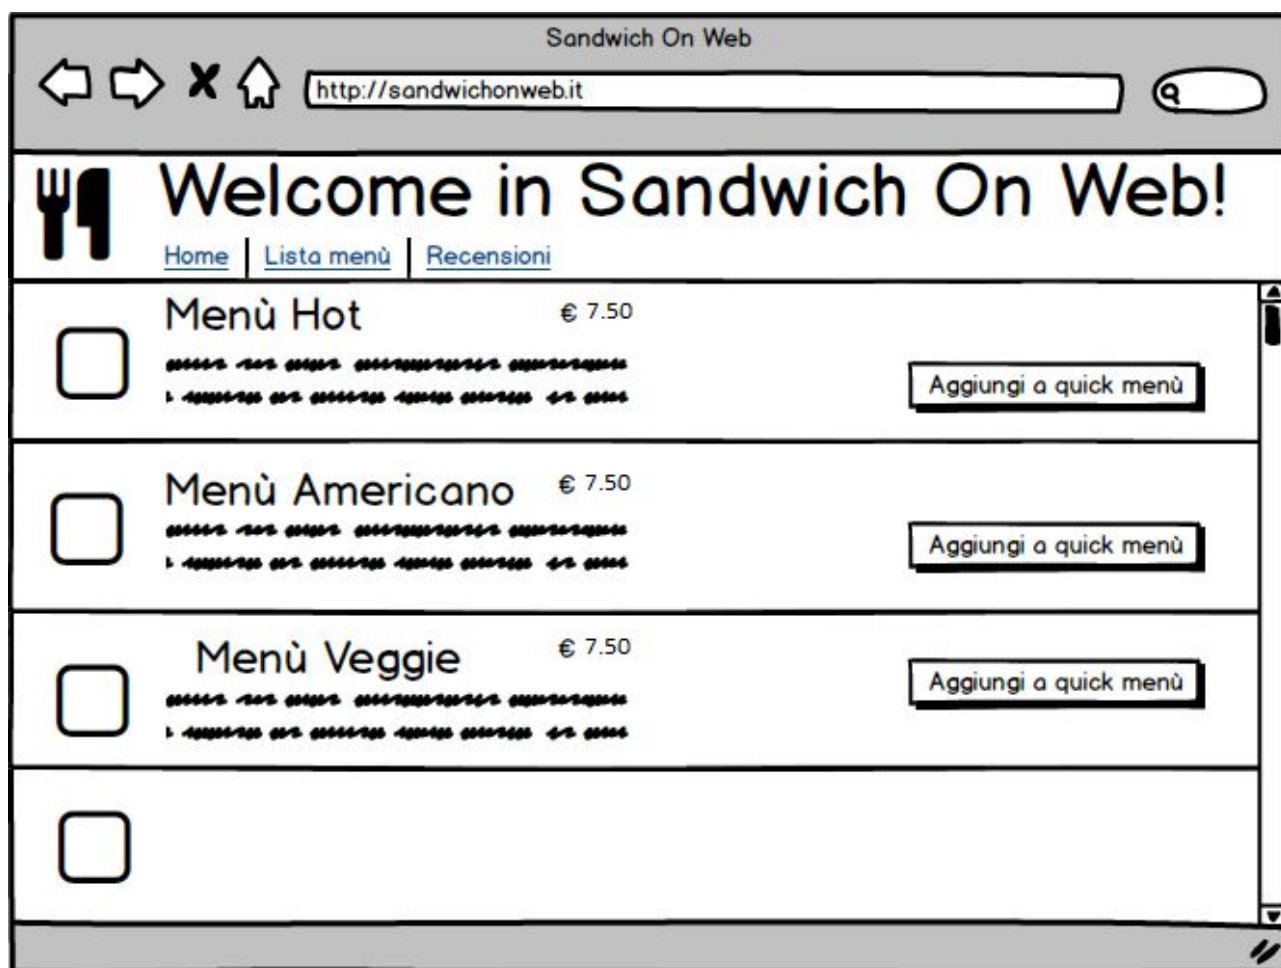 Sandwich On Web
http://sandwichonweb.it
Welcome in Sandwich On Web!
Home Lista menù Recensioni
Menù Hot € 7.50
Aggiungi a quick menù
Menù Americano € 7.50
Aggiungi a quick menù
Menù Veggie € 7.50
Aggiungi a quick menù